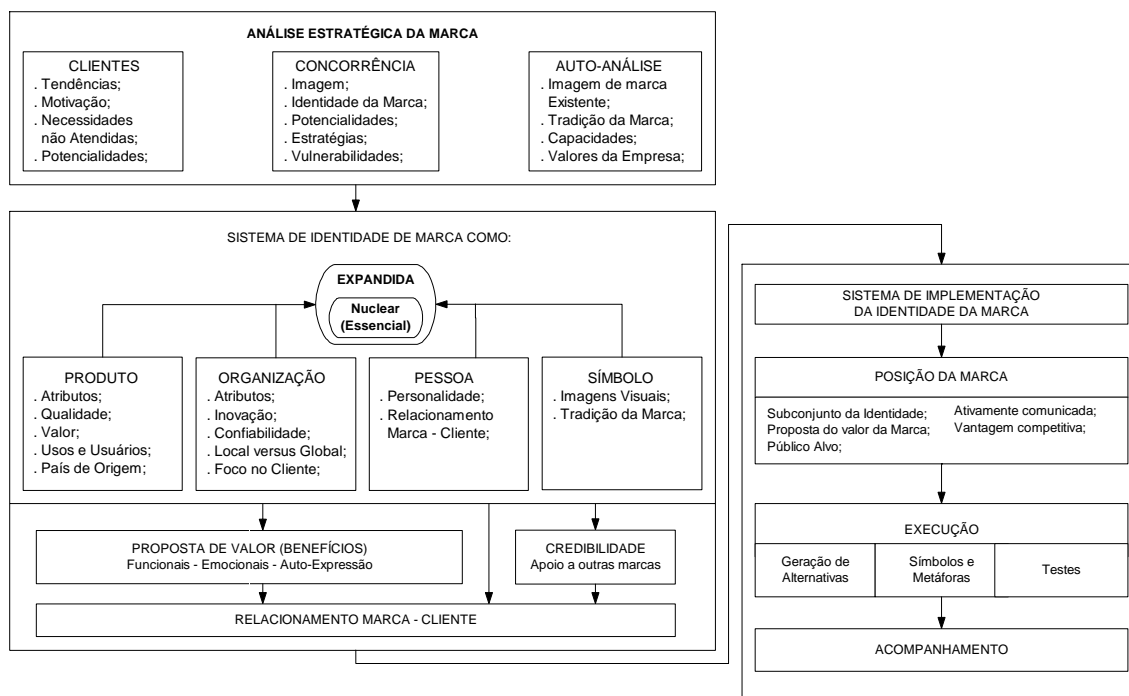 ANÁLISE ESTRATÉGICA DA MARCA
CLIENTES
. Tendências;
. Motivação;
. Necessidades
não Atendidas;
. Potencialidades;
CONCORRÊNCIA
. Imagem;
. Identidade da Marca;
. Potencialidades;
. Estratégias;
. Vulnerabilidades;
AUTO-ANÁLISE
. Imagem de marca
Existente;
. Tradição da Marca;
. Capacidades;
. Valores da Empresa;
SISTEMA DE IDENTIDADE DE MARCA COMO:
EXPANDIDA
Nuclear
(Essencial)
PRODUTO
. Atributos;
. Qualidade;
. Valor;
. Usos e Usuários;
. País de Origem;
ORGANIZAÇÃO
. Atributos;
. Inovação;
. Confiabilidade;
. Local versus Global;
. Foco no Cliente;
PESSOA
. Personalidade;
. Relacionamento
Marca - Cliente;
SÍMBOLO
. Imagens Visuais;
. Tradição da Marca;
PROPOSTA DE VALOR (BENEFÍCIOS)
Funcionais - Emocionais - Auto-Expressão
CREDIBILIDADE
Apoio a outras marcas
RELACIONAMENTO MARCA - CLIENTE
SISTEMA DE IMPLEMENTAÇÃO
DA IDENTIDADE DA MARCA
POSIÇÃO DA MARCA
Subconjunto da Identidade;
Proposta do valor da Marca;
Público Alvo;
Ativamente comunicada;
Vantagem competitiva;
EXECUÇÃO
Geração de
Alternativas
Símbolos e
Metáforas
Testes
ACOMPANHAMENTO